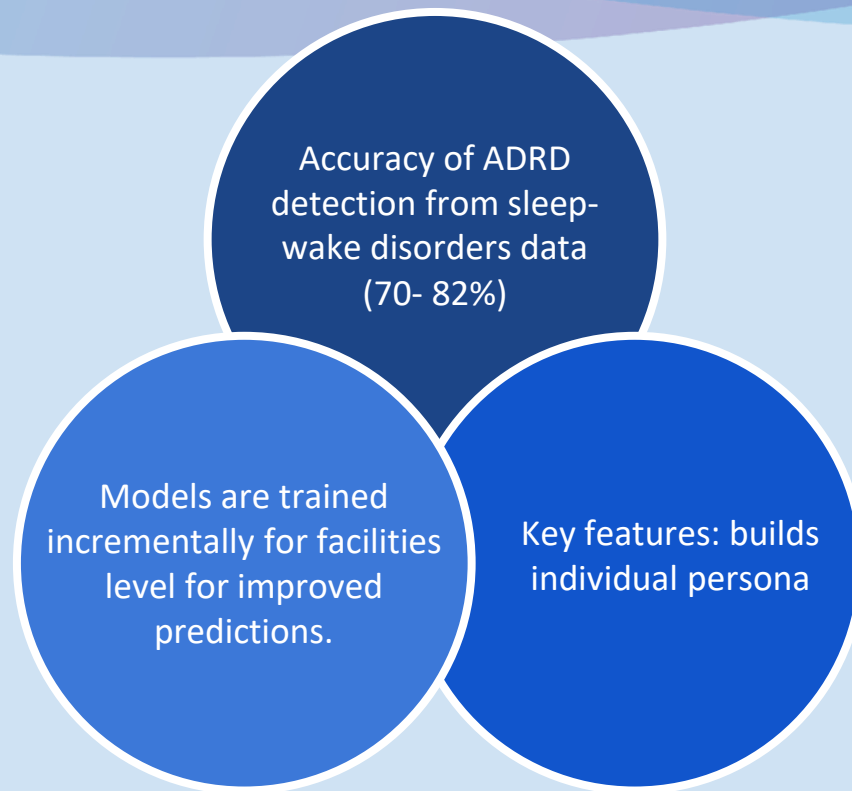 Accuracy of ADRD
detection from sleep-
wake disorders data
(70- 82%)
Models are trained
incrementally for facilities
level for improved
predictions.
Key features: builds
individual persona